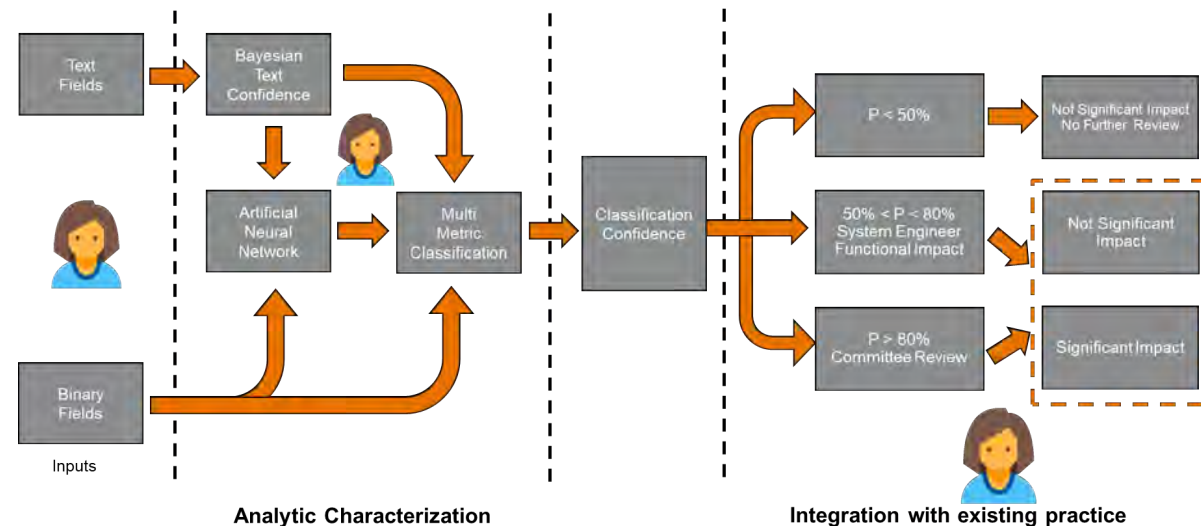 Text
Fields
Bayesian
Text
Confidence
Artificial
Neural
Network
Multi
Metric
Classification
Binary
Fields
Inputs
Classification
Confidence
P < 50%
Not Significant Impact
No Further Review
50% < P < 80%
System Engineer
Functional Impact
Not Significant
Impact
P > 80%
Committee Review
Significant Impact
Analytic Characterization
Integration with existing practice